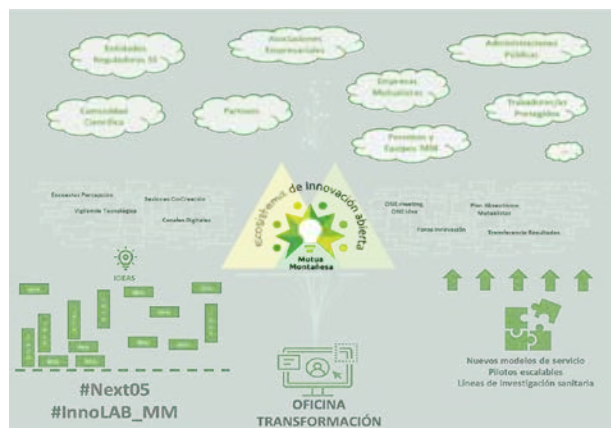 Entidades
Reguladoras SS
Asociaciones
Empresariales
Administraciones
Públicas
Comunidad
Científica
Partners
Empresas
Mutualistas
Trabajadores/as
Protegidos
Personas y
Equipos MM
Ecosistema de Innovación abierta
Mutua
Montañesa
Encuestas Percepción
Vigilancia Tecnológica
Sesiones CoCreación
Canales Digitales
Foros Innovación
Plan Absentismo
Mutualistas
Transferencia Resultados
IDEAS
#Next05
#InnoLAB_MM
OFICINA
TRANSFORMACIÓN
Nuevos modelos de servicio
Pilotos escalables
Líneas de investigación sanitaria